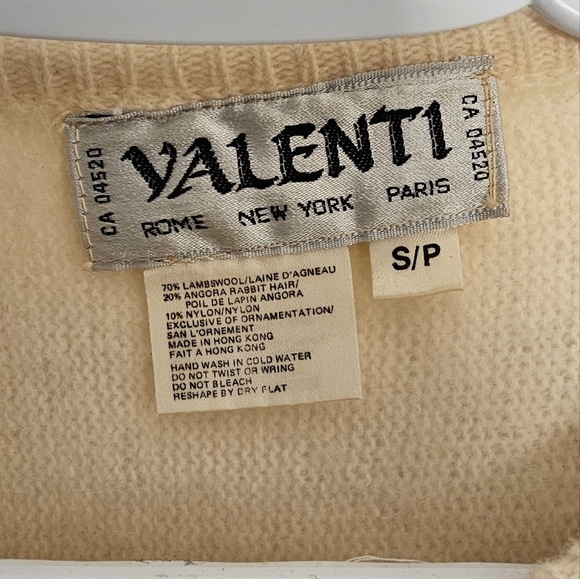 CA 04520
VALENTI
ROME NEW YORK PARIS
CA 04520
S/P
70% LAMBSWOOL/LAINE D'AGNEAU
20% ANGORA RABBIT HAIR/
POIL DE LAPIN ANGORA
10% NYLON/NYLON
EXCLUSIVE OF ORNAMENTATION/
SAN L'ORNEMENT
MADE IN HONG KONG
FAIT A HONG KONG
HAND WASH IN COLD WATER
DO NOT TWIST OR WRING
DO NOT BLEACH
RESHAPE BY DRY FLAT